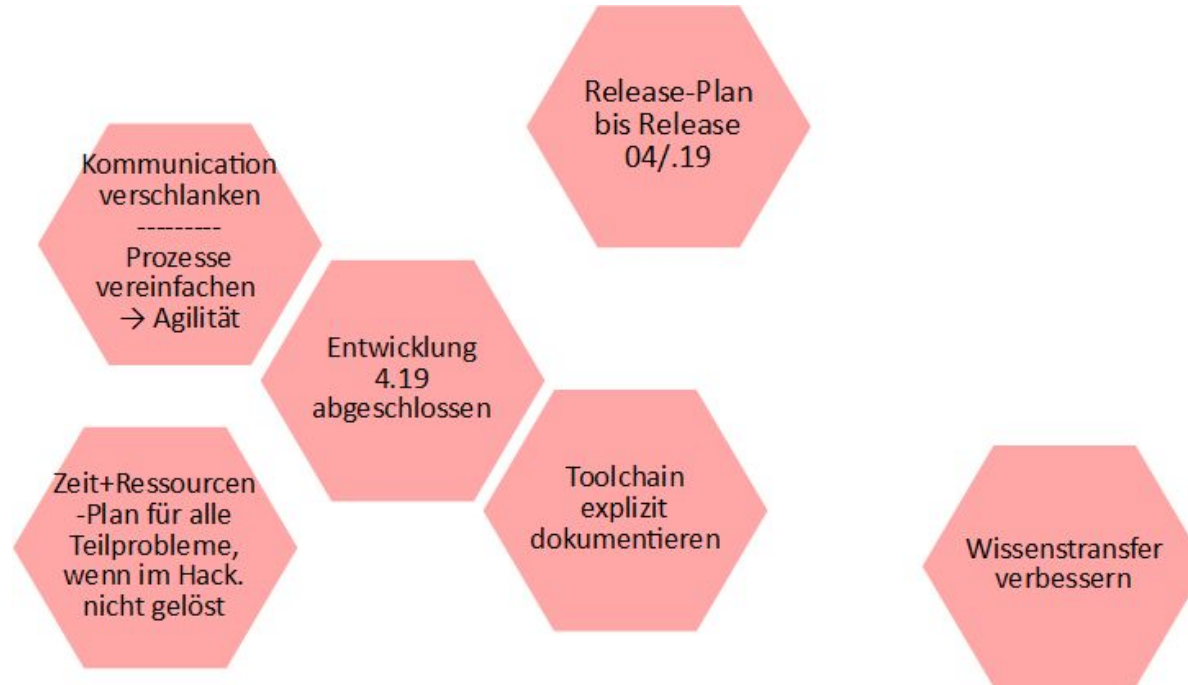 Release-Plan
bis Release
04/.19
Kommunication
verschlanken
---------
Prozesse
vereinfachen
→ Agilität
Entwicklung
4.19
abgeschlossen
Zeit+Ressourcen
-Plan für alle
Teilprobleme,
wenn im Hack.
nicht gelöst
Toolchain
explizit
dokumentieren
Wissenstransfer
verbessern